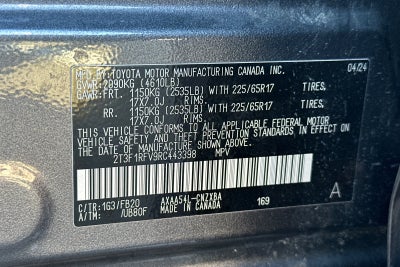 MFD BY:TOYOTA MOTOR MANUFACTURING CANADA INC. 04/24
GVWR: 2090KG (4610LB)
GAWR:FRT. 1150KG (2535LB) WITH 225/65R17 TIRES.
17X7.0J RIMS.
RR. 1150KG (2535LB) WITH 225/65R17 TIRES.
17X7.0J RIMS.
THIS VEHICLE CONFORMS TO ALL APPLICABLE FEDERAL MOTOR
VEHICLE SAFETY AND THEFT PREVENTION STANDARDS IN EFFECT
ON THE DATE OF MANUFACTURE SHOWN ABOVE.
2T3F1RFV9RC443398 MPV
C/TR:1G3/FB20 AXAA54L-CNZXBA A
A/TM: /UB80F MADE IN CANADA 169